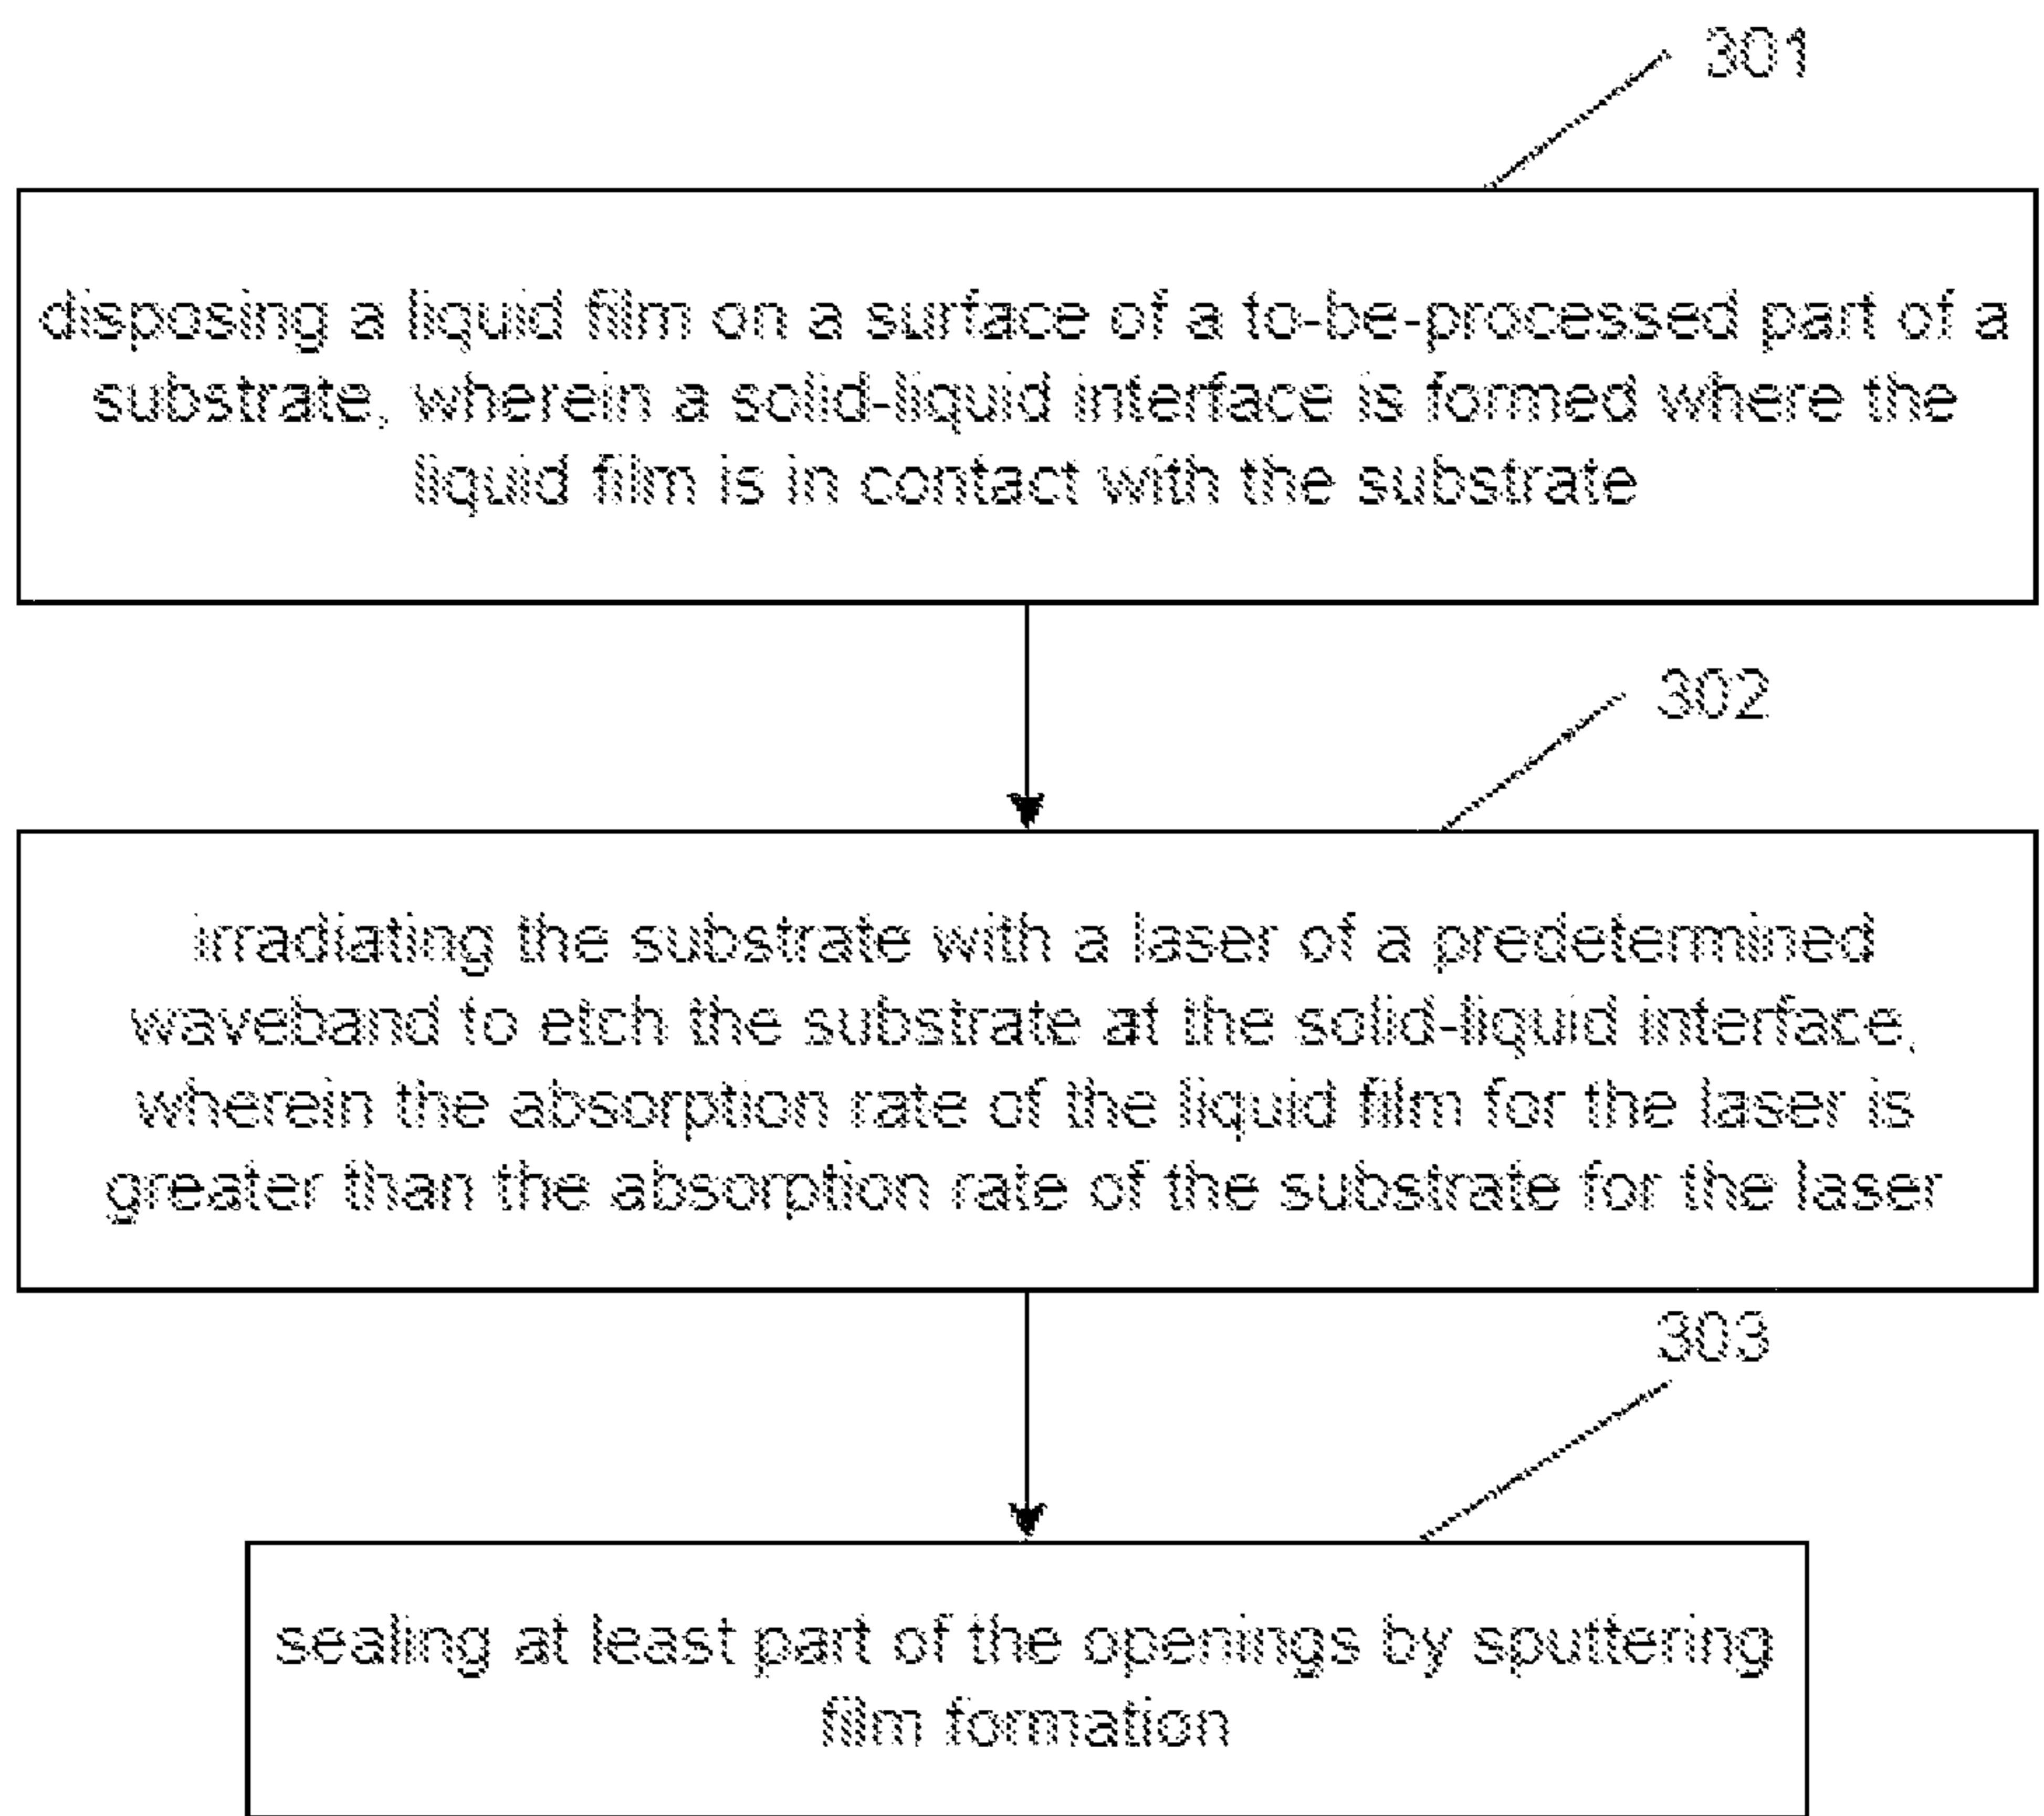 301
disposing a liquid film on a surface of a to-be-processed part of a
substrate, wherein a solid-liquid interface is formed where the
liquid film is in contact with the substrate
302
irradiating the substrate with a laser of a predetermined
waveband to etch the substrate at the solid-liquid interface,
wherein the absorption rate of the liquid film for the laser is
greater than the absorption rate of the substrate for the laser
303
sealing at least part of the openings by sputtering
film formation